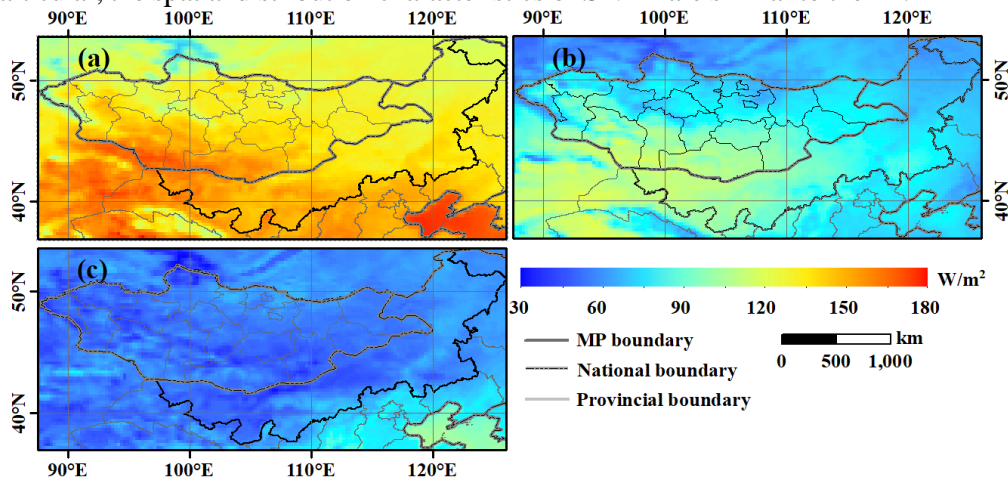 90°E 100°E 110°E 120°E 90°E 100°E 110°E 120°E
(a) (b)
50°N 50°N
40°N 40°N
(c)
50°N
40°N
W/m²
30 60 90 120 150 180
MP boundary
National boundary
Provincial boundary
km
0 500 1,000
90°E 100°E 110°E 120°E